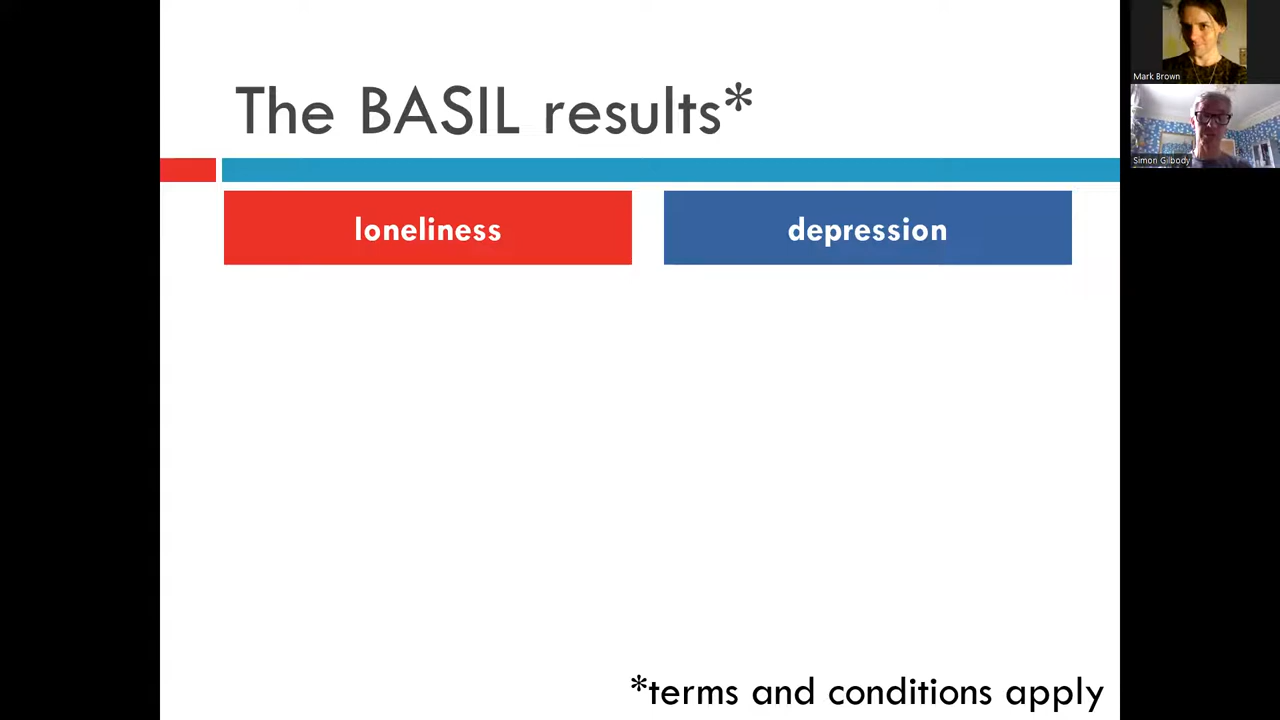 The BASIL results*
loneliness
depression
*terms and conditions apply
Mark Brown
Simon Gilbody